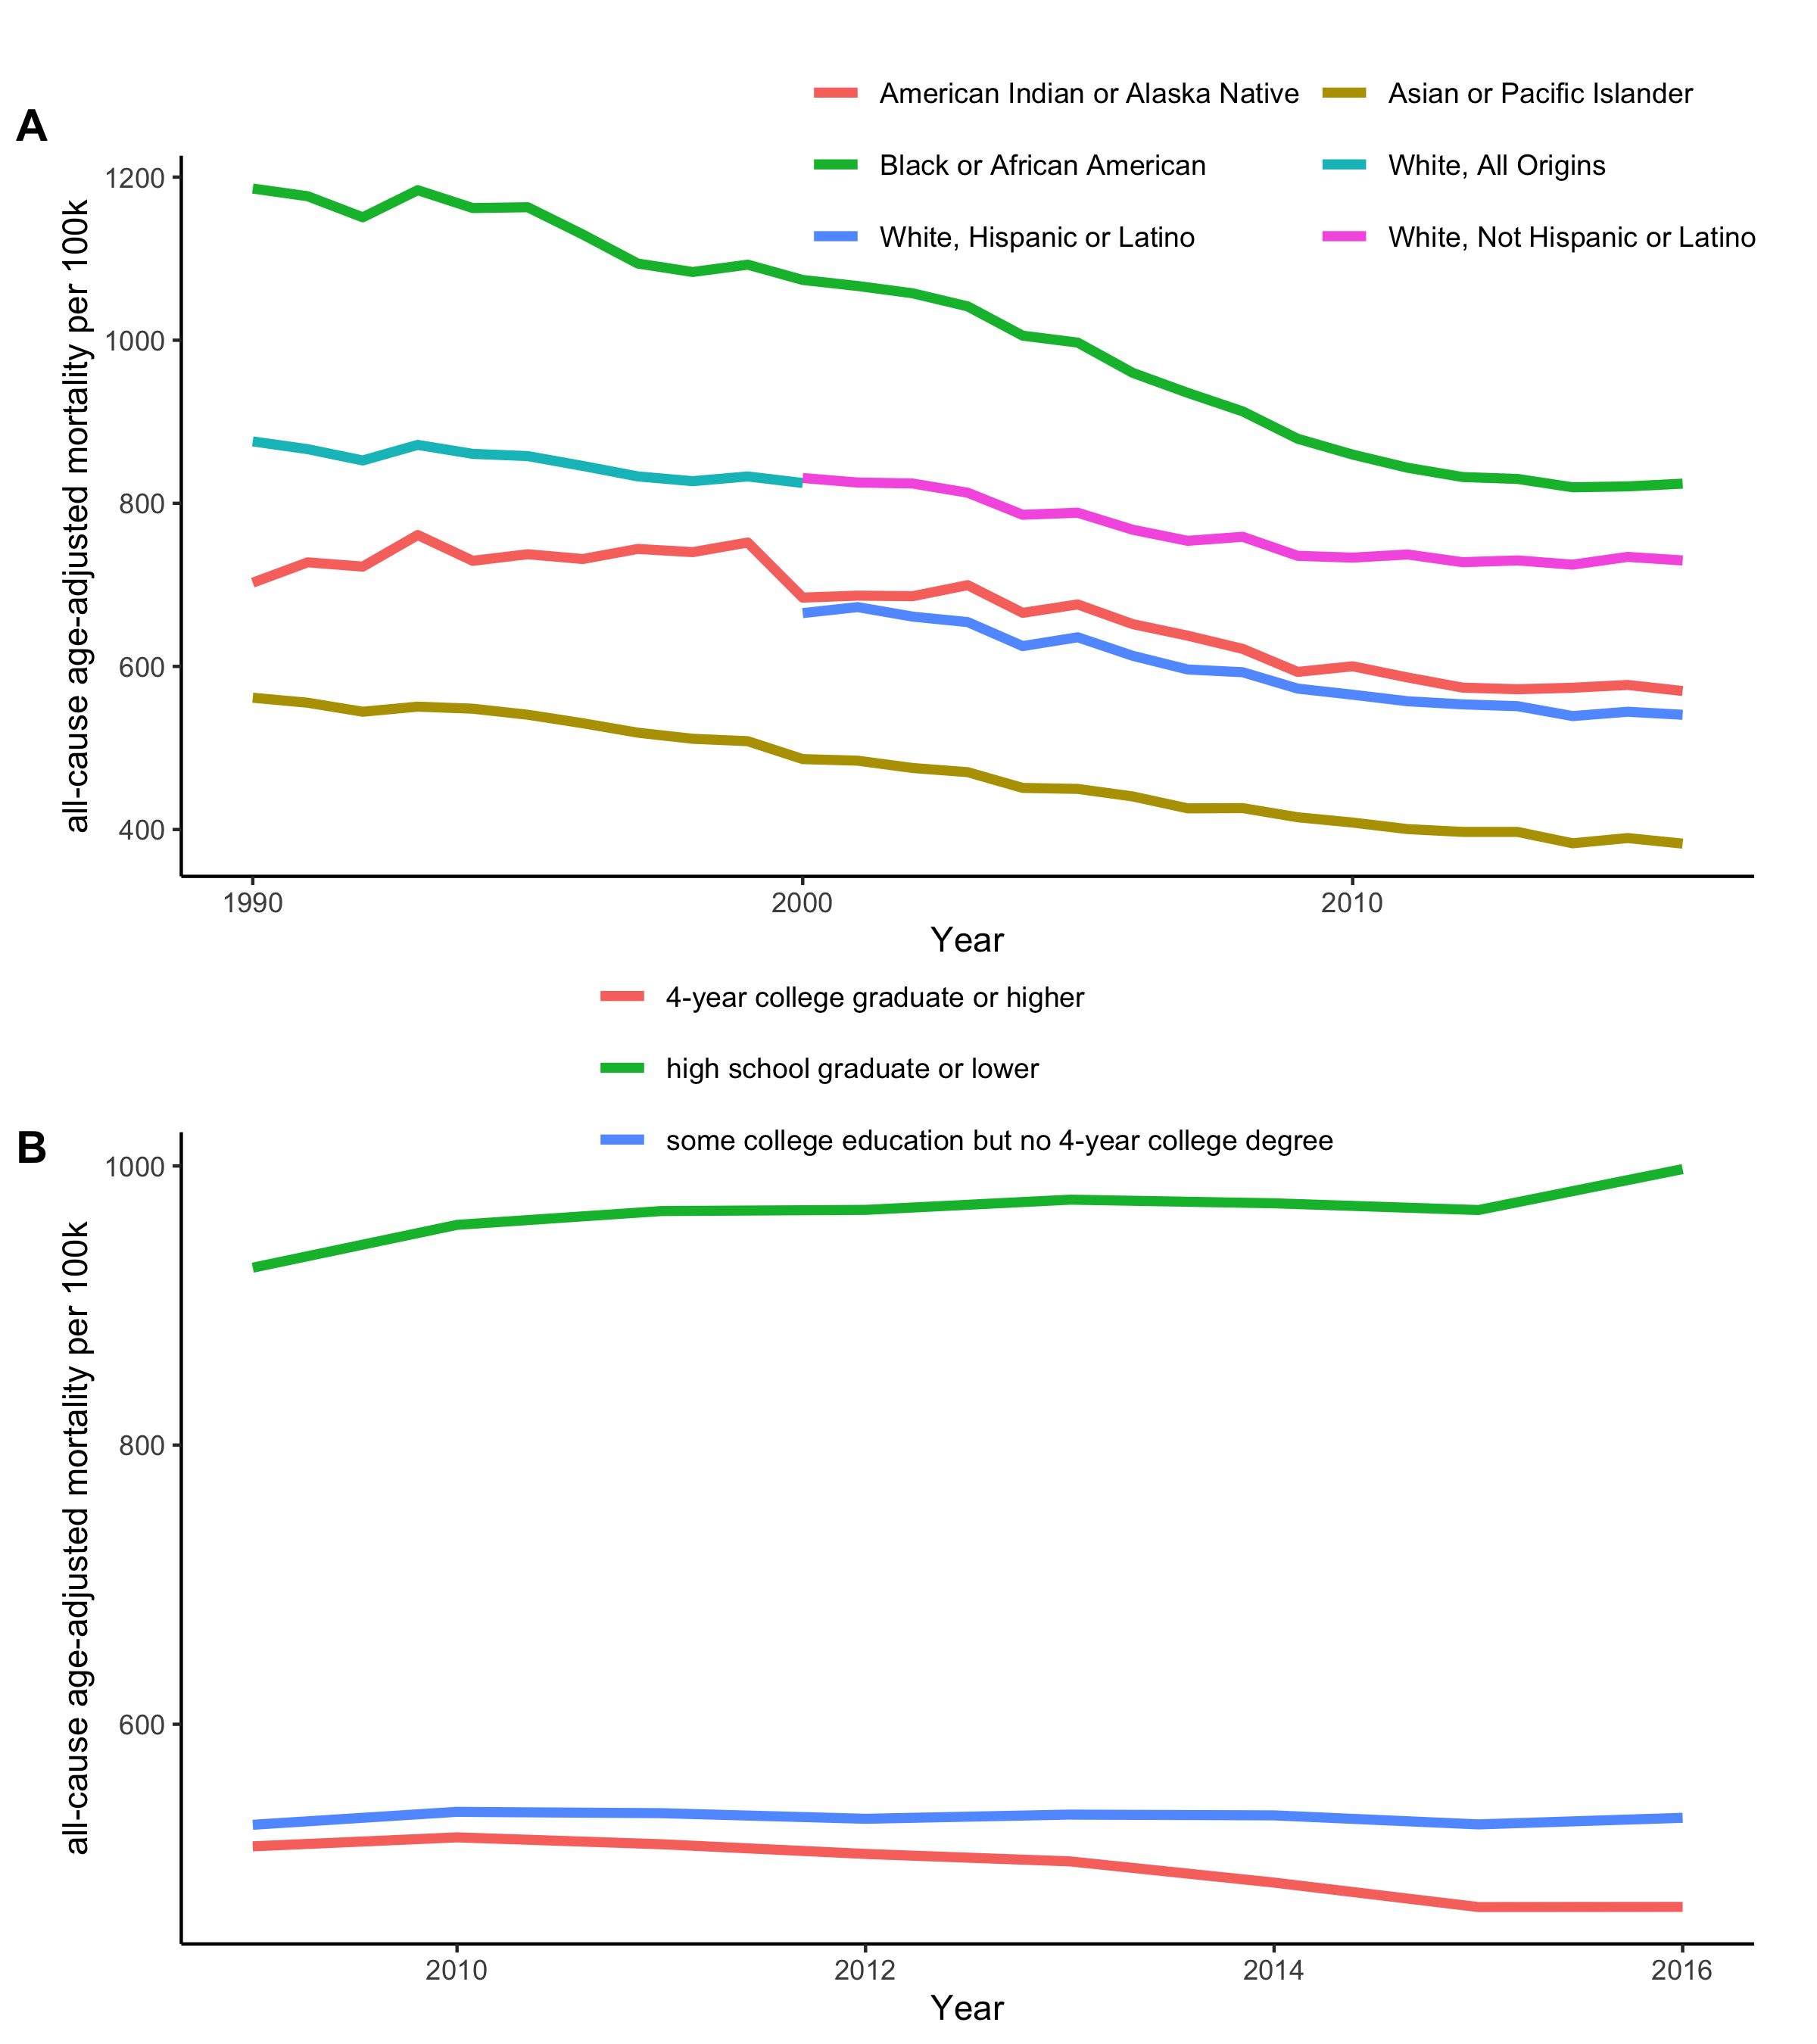 American Indian or Alaska Native Asian or Pacific Islander
A
Black or African American White, All Origins
1200
White, Hispanic or Latino White, Not Hispanic or Latino
all-cause age-adjusted mortality per 100k
1000
800
600
400
1990 2000 2010
Year
4-year college graduate or higher
high school graduate or lower
some college education but no 4-year college degree
B
1000
all-cause age-adjusted mortality per 100k
800
600
2010 2012 2014 2016
Year